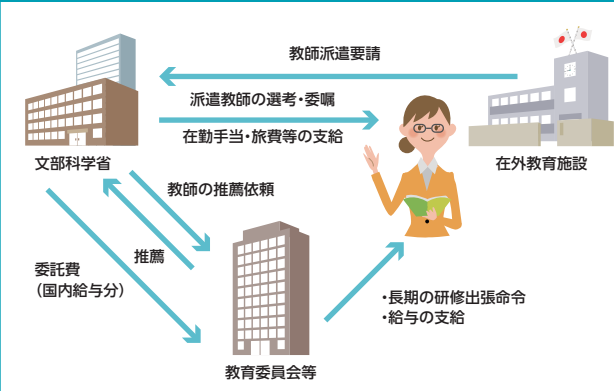 教師派遣要請
派遣教師の選考・委嘱
在勤手当・旅費等の支給
文部科学省
在外教育施設
教師の推薦依頼
推薦
委託費
（国内給与分）
・長期の研修出張命令
・給与の支給
教育委員会等